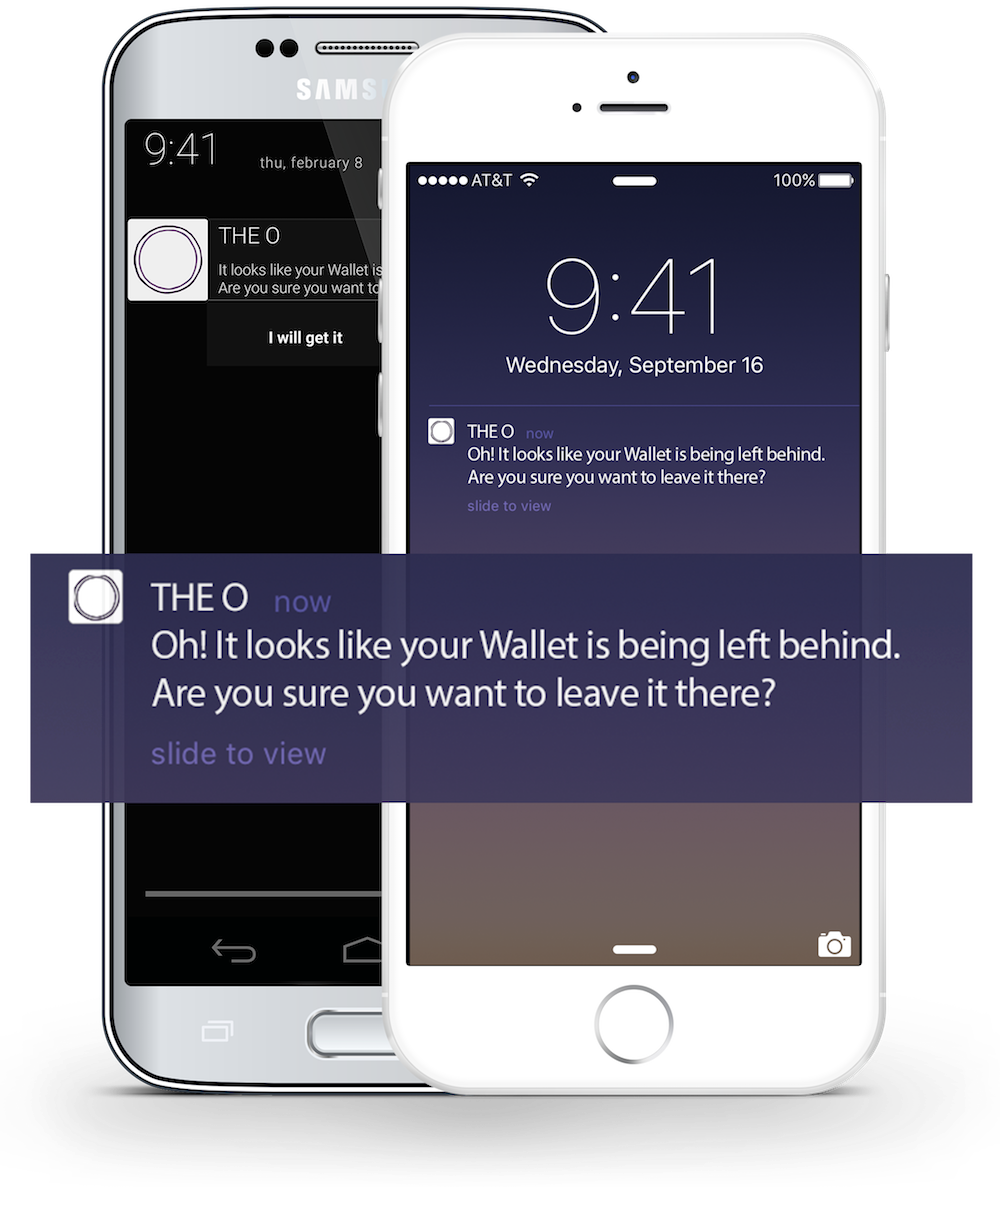 SAMS
9:41
thu, february 8
THE O
It looks like your Wallet is
Are you sure you want to
I will get it
AT&T
100%
9:41
Wednesday, September 16
THE O now
Oh! It looks like your Wallet is being left behind.
Are you sure you want to leave it there?
slide to view
THE O now
Oh! It looks like your Wallet is being left behind.
Are you sure you want to leave it there?
slide to view